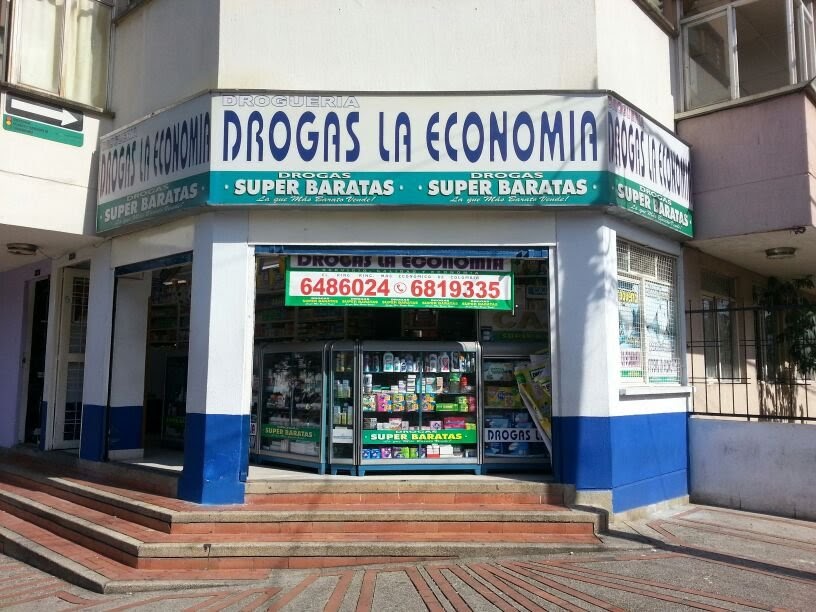 DROGUERIA
DROGAS LA ECONOMIA
DROGAS LA ECONOMIA
DROGAS LA ECONOMIA
DROGAS
SUPER BARATAS
DROGAS
· SUPER BARATAS ·
La que Más Barato Vende!
DROGAS
· SUPER BARATAS ·
La que Más Barato Vende!
DROGAS
SUPER BARATAS
DROGAS LA ECONOMIA
6486024 6819335
SUPER BARATAS
DROGAS
SUPER BARATAS
DROGAS LA